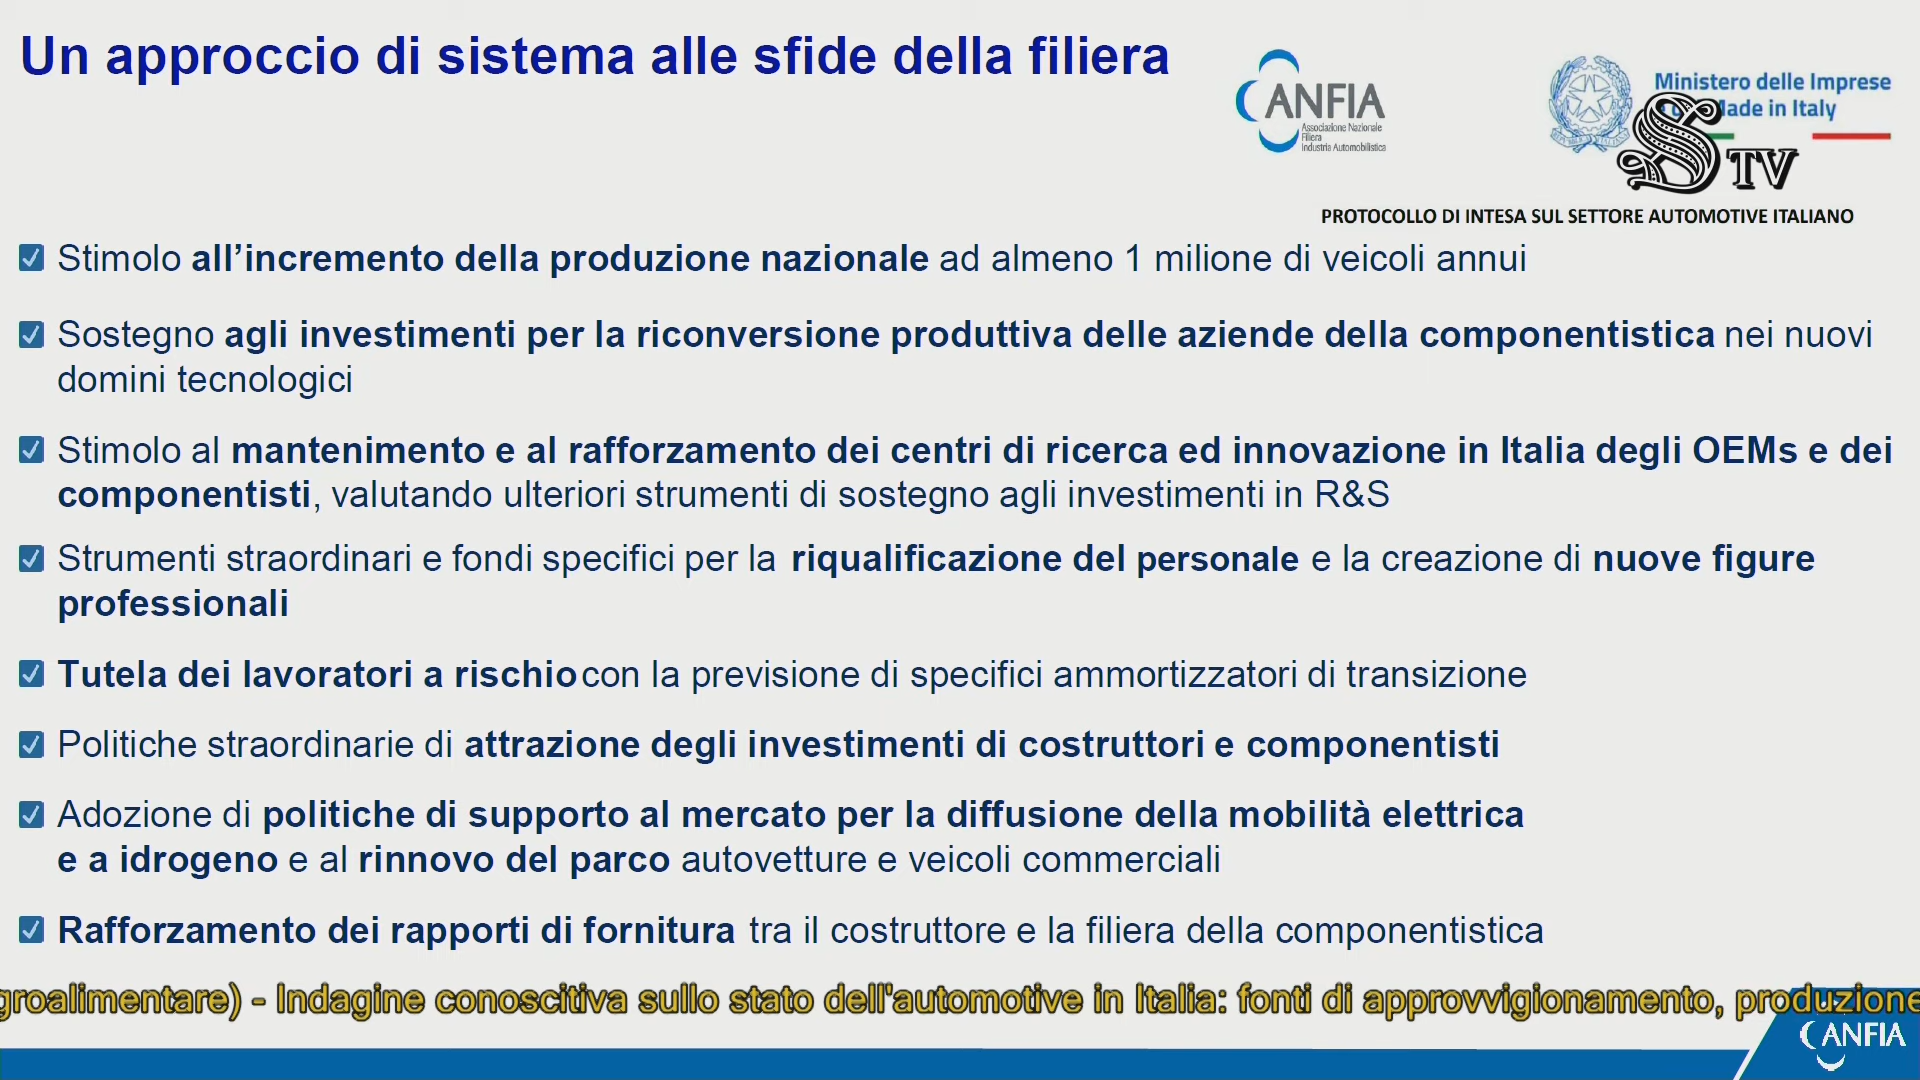 Un approccio di sistema alle sfide della filiera
ANFIA
Associazione Nazionale
Filiera
Industria Automobilistica
Ministero delle Imprese
Made in Italy
S TV
PROTOCOLLO DI INTESA SUL SETTORE AUTOMOTIVE ITALIANO
Stimolo all’incremento della produzione nazionale ad almeno 1 milione di veicoli annui
Sostegno agli investimenti per la riconversione produttiva delle aziende della componentistica nei nuovi
domini tecnologici
Stimolo al mantenimento e al rafforzamento dei centri di ricerca ed innovazione in Italia degli OEMs e dei
componentisti, valutando ulteriori strumenti di sostegno agli investimenti in R&S
Strumenti straordinari e fondi specifici per la riqualificazione del personale e la creazione di nuove figure
professionali
Tutela dei lavoratori a rischio con la previsione di specifici ammortizzatori di transizione
Politiche straordinarie di attrazione degli investimenti di costruttori e componentisti
Adozione di politiche di supporto al mercato per la diffusione della mobilità elettrica
e a idrogeno e al rinnovo del parco autovetture e veicoli commerciali
Rafforzamento dei rapporti di fornitura tra il costruttore e la filiera della componentistica
groalimentare) - Indagine conoscitiva sullo stato dell'automotive in Italia: fonti di approvvigionamento, produzione
ANFIA